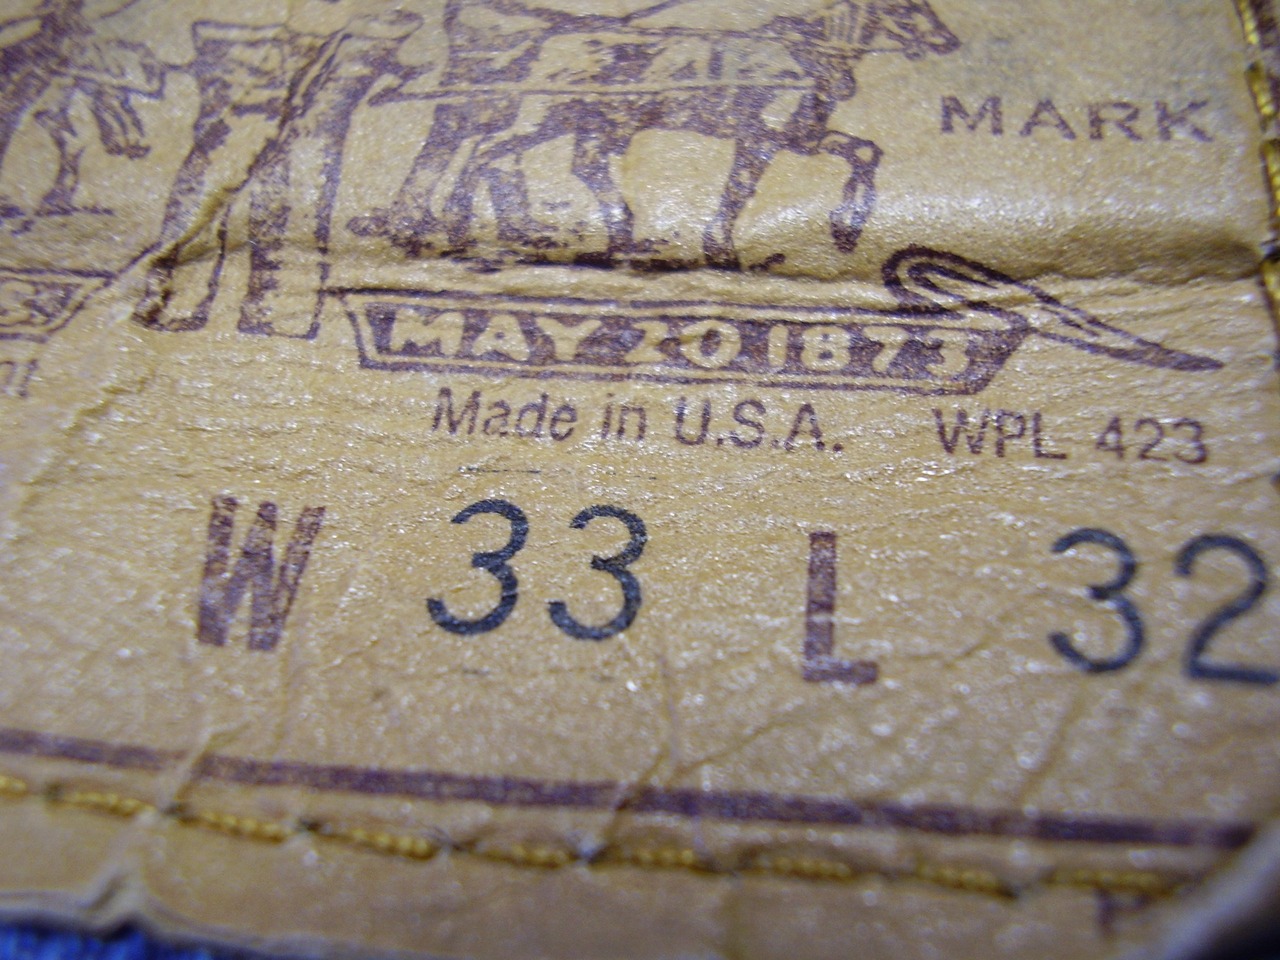 MARK
MAY 20 1873
Made in U.S.A. WPL 423
W 33 L 32